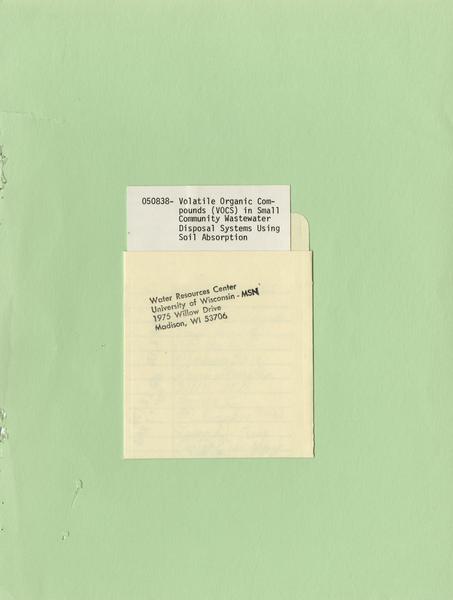 050838- Volatile Organic Com-
pounds (VOCS) in Small
Community Wastewater
Disposal Systems Using
Soil Absorption
Water Resources Center
University of Wisconsin - MSN
1975 Willow Drive
Madison, WI 53706